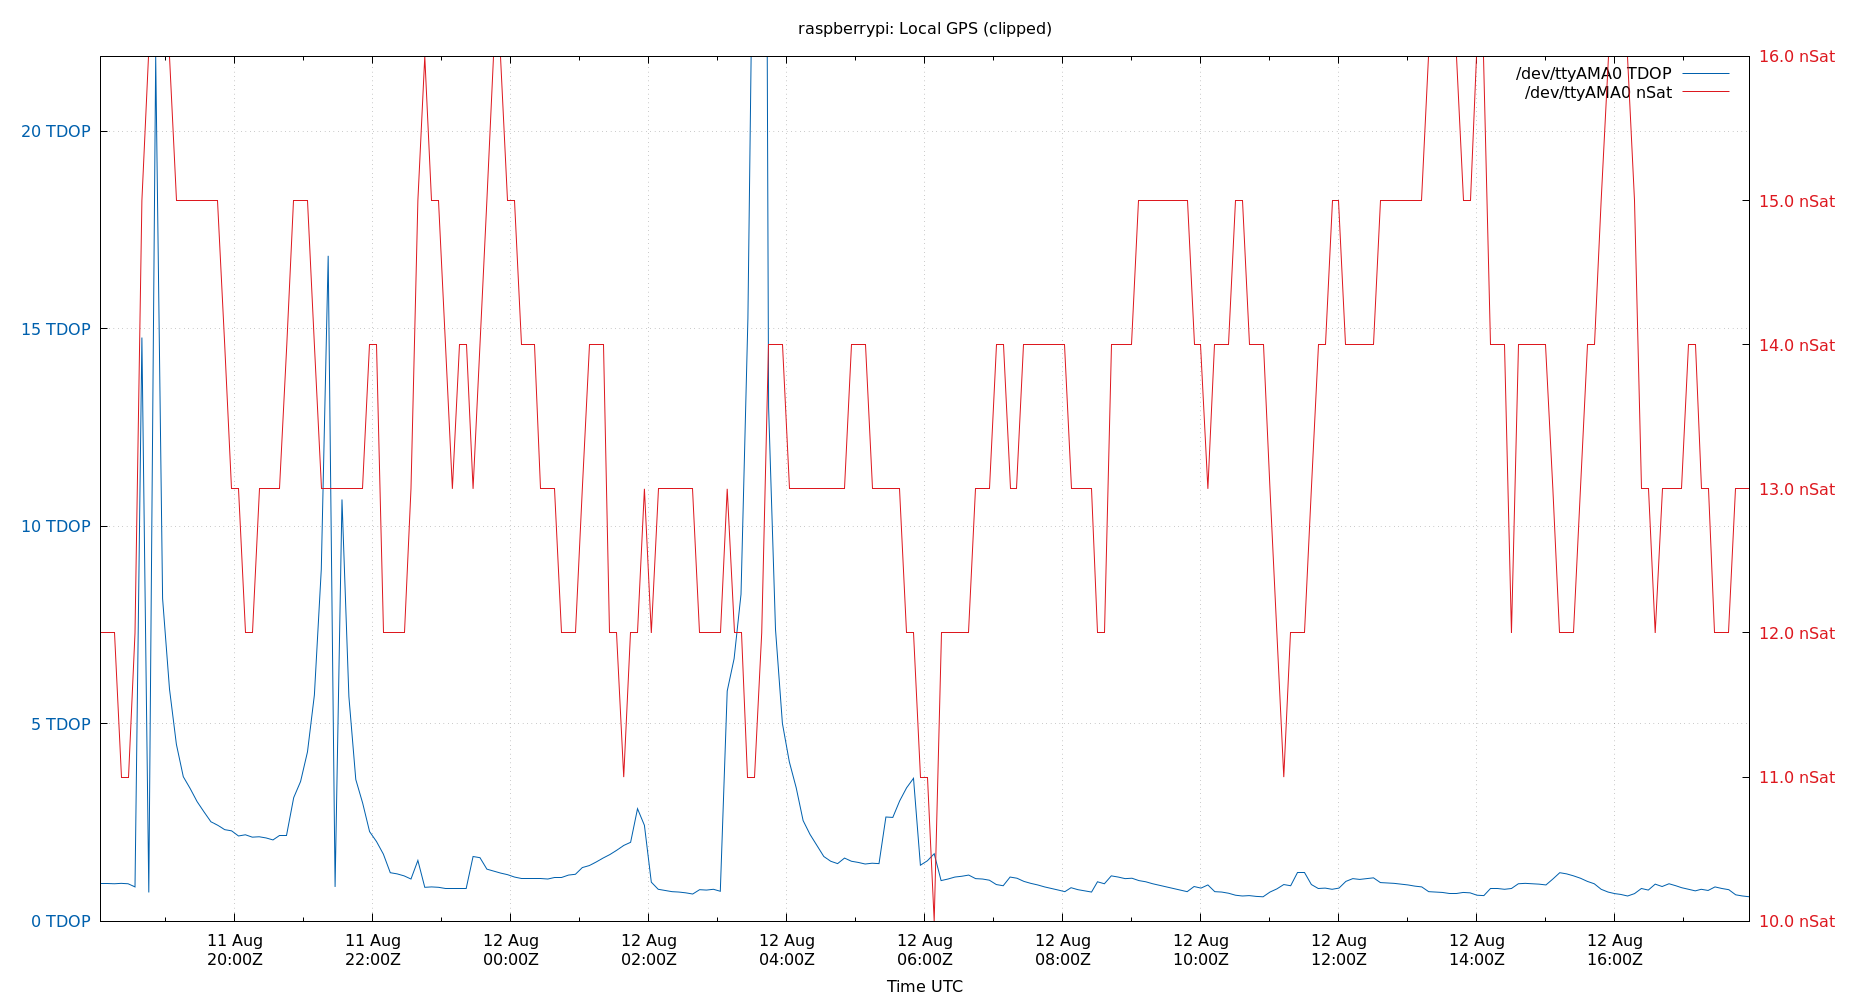 raspberrypi: Local GPS (clipped)
16.0 nSat
/dev/ttyAMA0 TDOP
/dev/ttyAMA0 nSat
20 TDOP
15.0 nSat
15 TDOP
14.0 nSat
13.0 nSat
10 TDOP
12.0 nSat
5 TDOP
11.0 nSat
0 TDOP
10.0 nSat
11 Aug 11 Aug 12 Aug 12 Aug 12 Aug 12 Aug 12 Aug 12 Aug 12 Aug 12 Aug 12 Aug
20:00Z 22:00Z 00:00Z 02:00Z 04:00Z 06:00Z 08:00Z 10:00Z 12:00Z 14:00Z 16:00Z
Time UTC